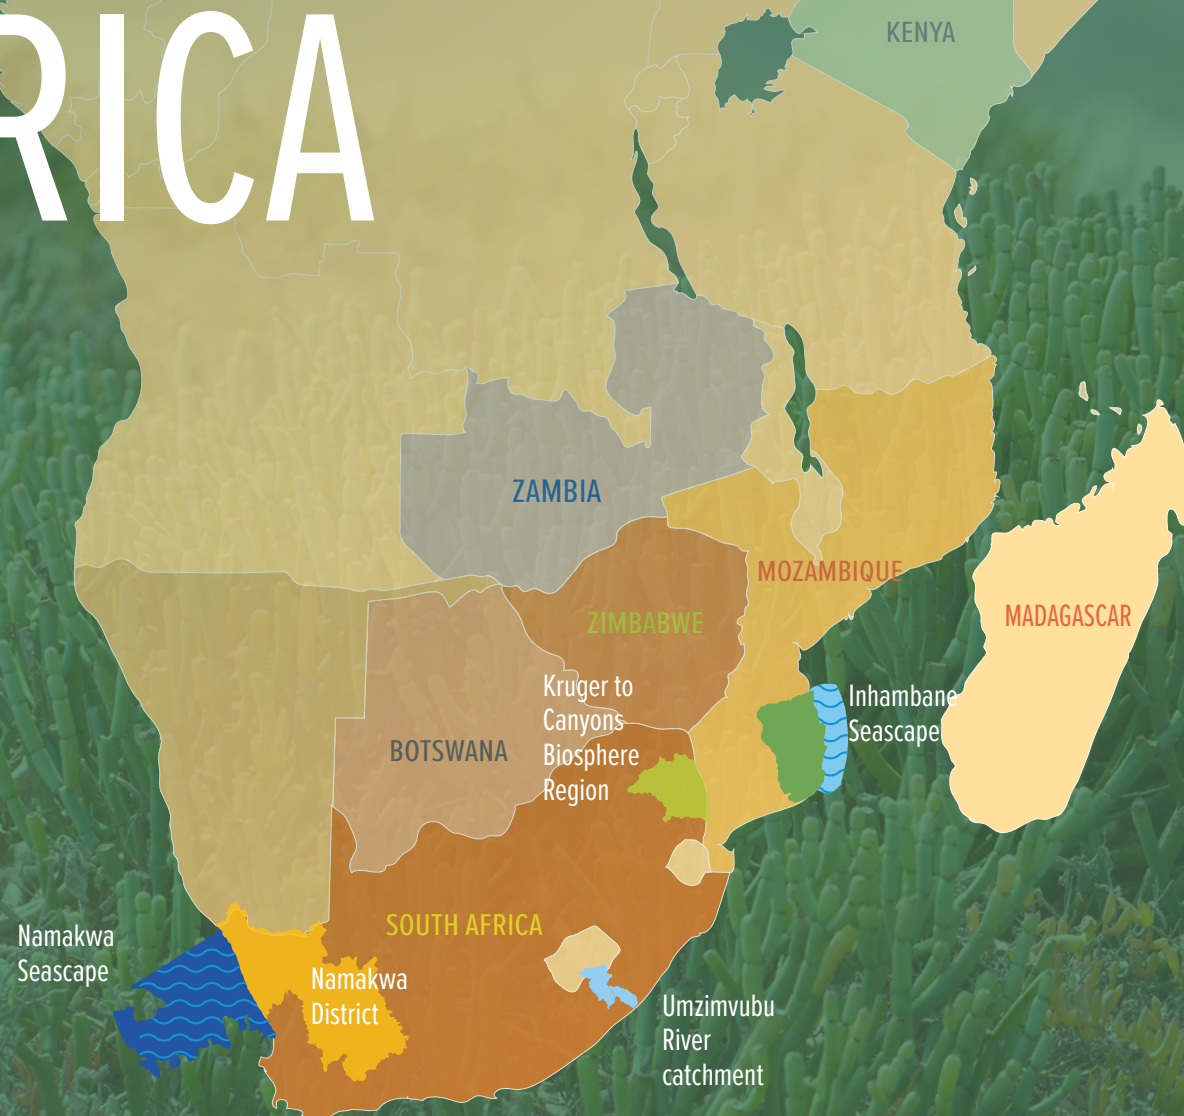 RICA
KENYA
ZAMBIA
MOZAMBIQUE
MADAGASCAR
ZIMBABWE
Kruger to
Canyons
Biosphere
Region
Inhambane
Seascape
BOTSWANA
SOUTH AFRICA
Namakwa
Seascape
Namakwa
District
Umzimvubu
River
catchment